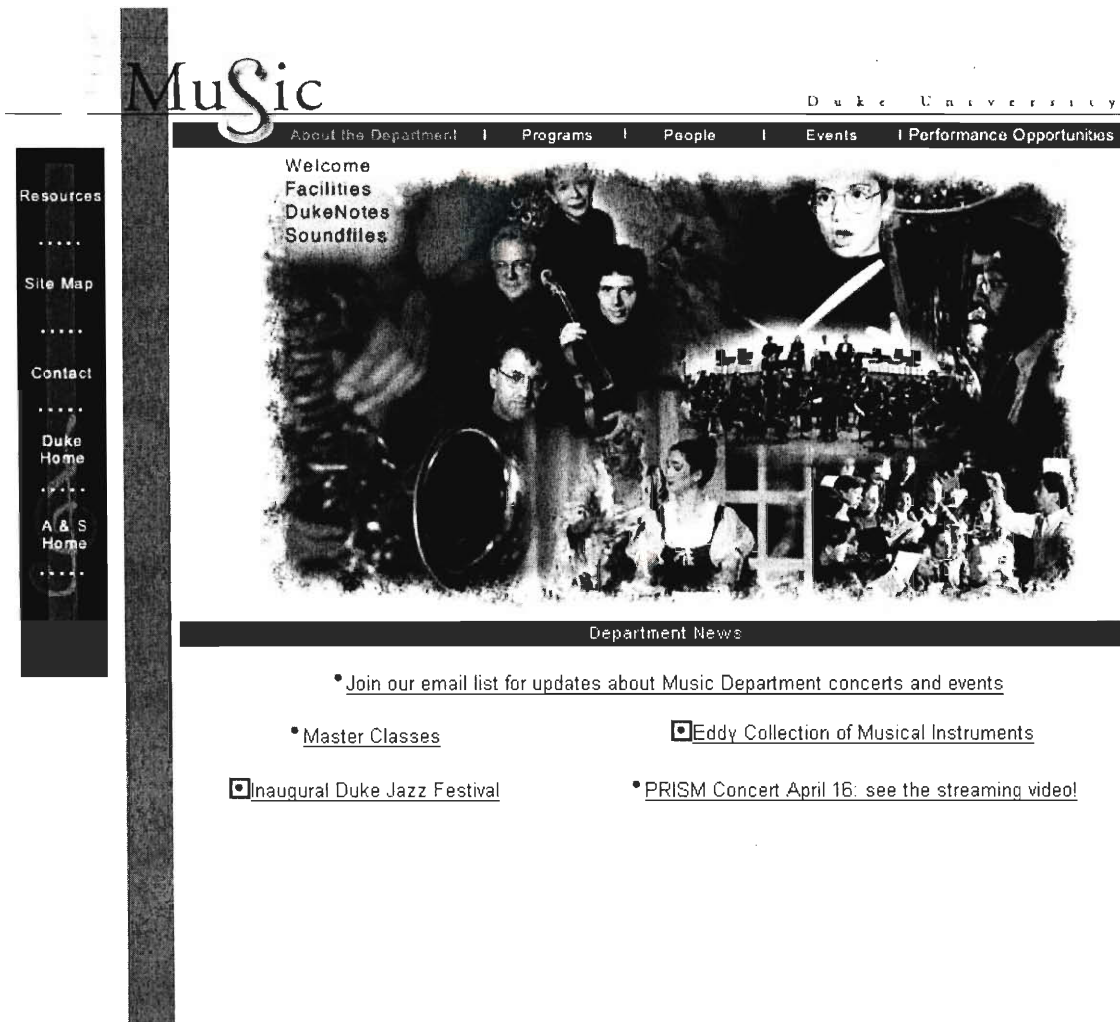 MuSic
Duke University
About the Department | Programs | People | Events | Performance Opportunities
Welcome
Facilities
DukeNotes
Soundfiles
Resources
Site Map
Contact
Duke
Home
A & S
Home
Department News
Join our email list for updates about Music Department concerts and events
Master Classes
Eddy Collection of Musical Instruments
Inaugural Duke Jazz Festival
PRISM Concert April 16: see the streaming video!